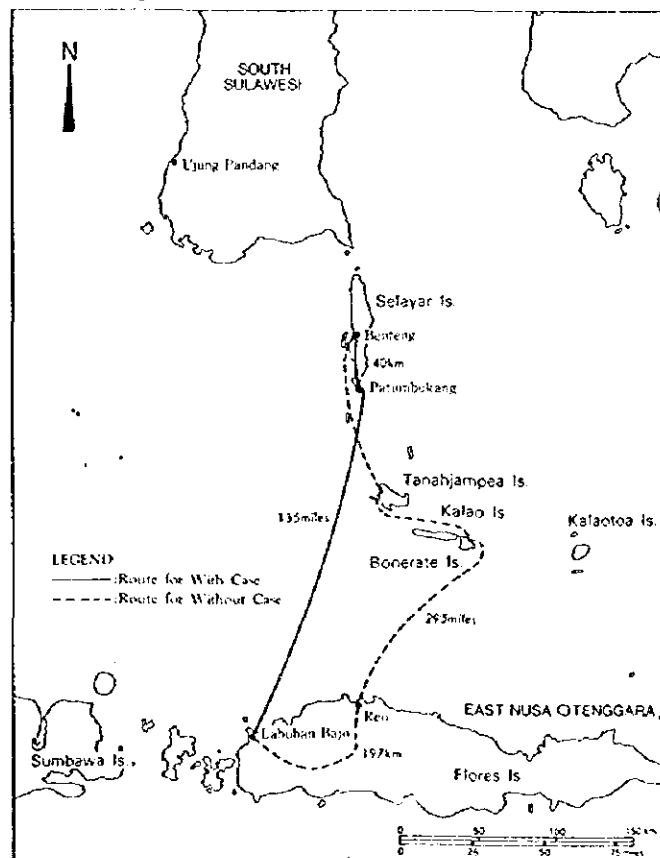 N
SOUTH
SULAWESI
Ujung Pandang
Selayar Is.
Benteng
40km
Patumbukang
Tanahjampea Is.
Kalao Is
Kalaotoa Is.
135miles
LEGEND
:Route for With Case
:Route for Without Case
Bonerate Is.
295miles
EAST NUSA OTENGGARA,
Reo
Labuhan Bajo
197km
Sumbawa Is.
Flores Is
0 50 100 150 km
0 25 50 75